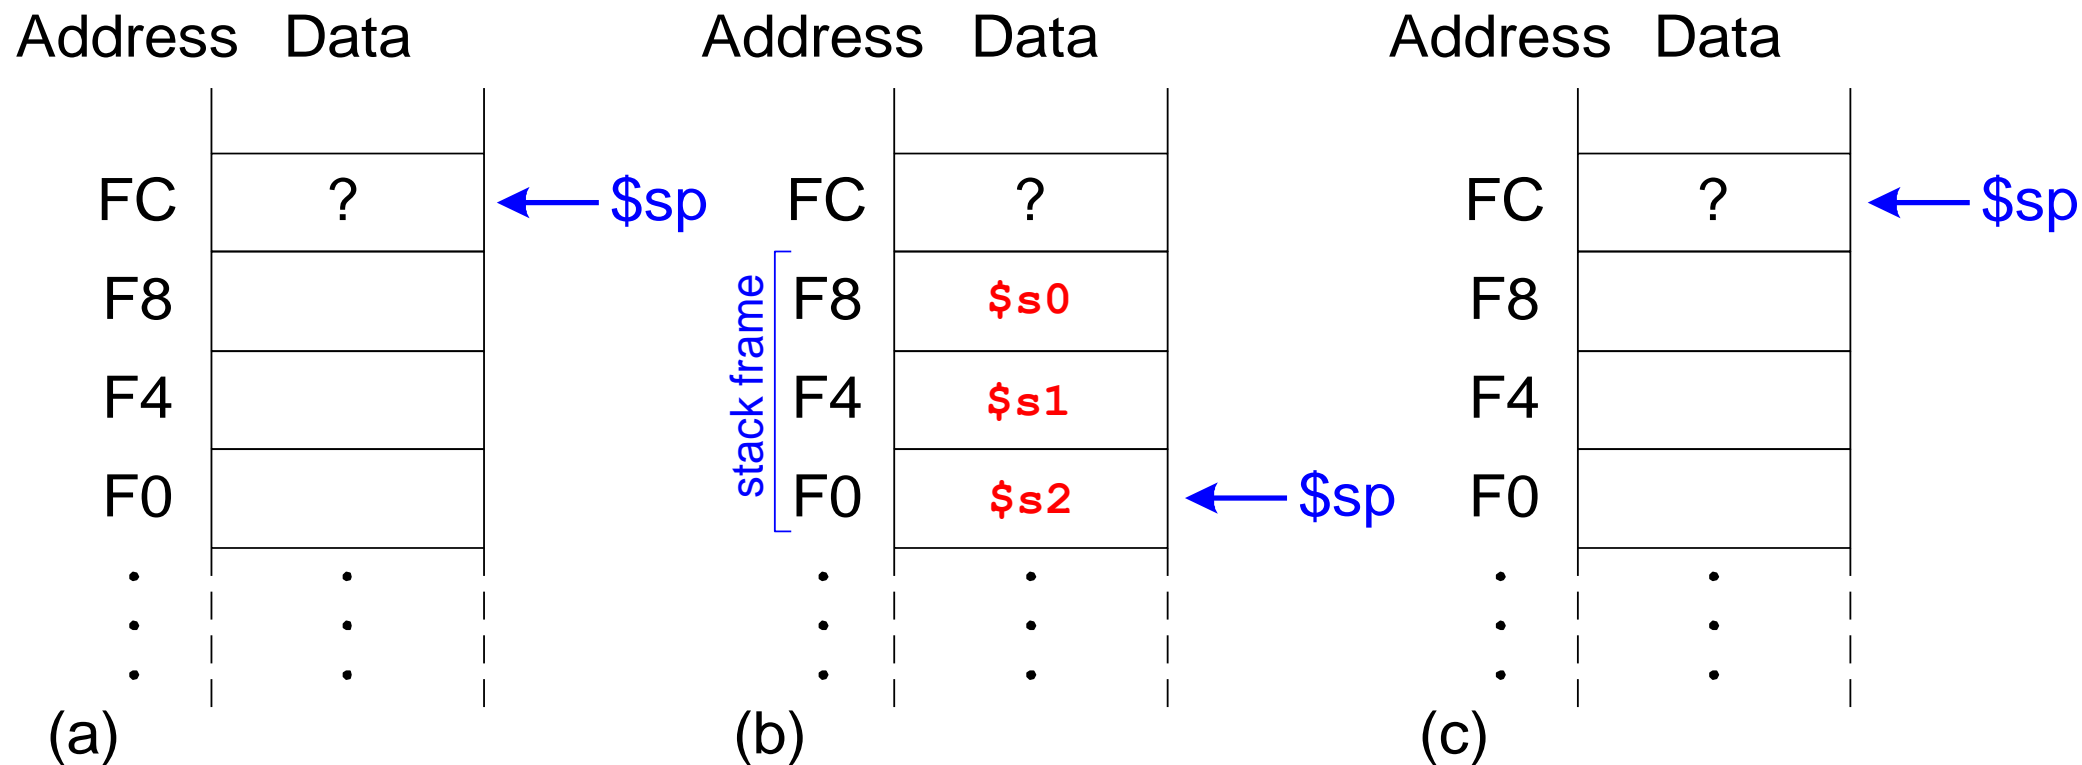 Address Data Address Data Address Data
FC ? $sp FC ? FC ? $sp
F8 F8 $s0 F8
stack frame
F4 F4 $s1 F4
F0 F0 $s2 $sp F0
(a) (b) (c)